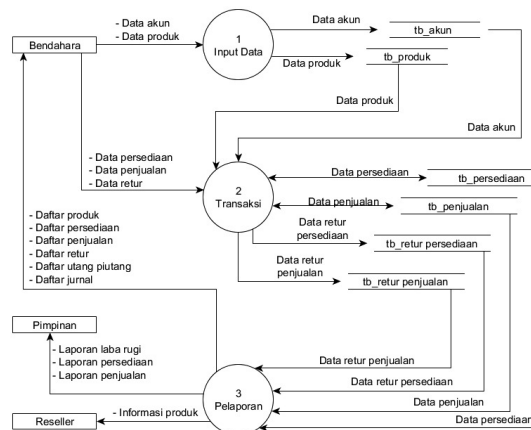 - Data akun
- Data produk
Bendahara
1
Input Data
Data akun
tb_akun
Data produk
tb_produk
Data produk
Data akun
- Data persediaan
- Data penjualan
- Data retur
2
Transaksi
Data persediaan
tb_persediaan
Data penjualan
tb_penjualan
Data retur
persediaan
tb_retur persediaan
Data retur
penjualan
tb_retur penjualan
- Daftar produk
- Daftar persediaan
- Daftar penjualan
- Daftar retur
- Daftar utang piutang
- Daftar jurnal
Pimpinan
- Laporan laba rugi
- Laporan persediaan
- Laporan penjualan
Data retur penjualan
Data retur persediaan
Data penjualan
Data persediaan
3
Pelaporan
- Informasi produk
Reseller